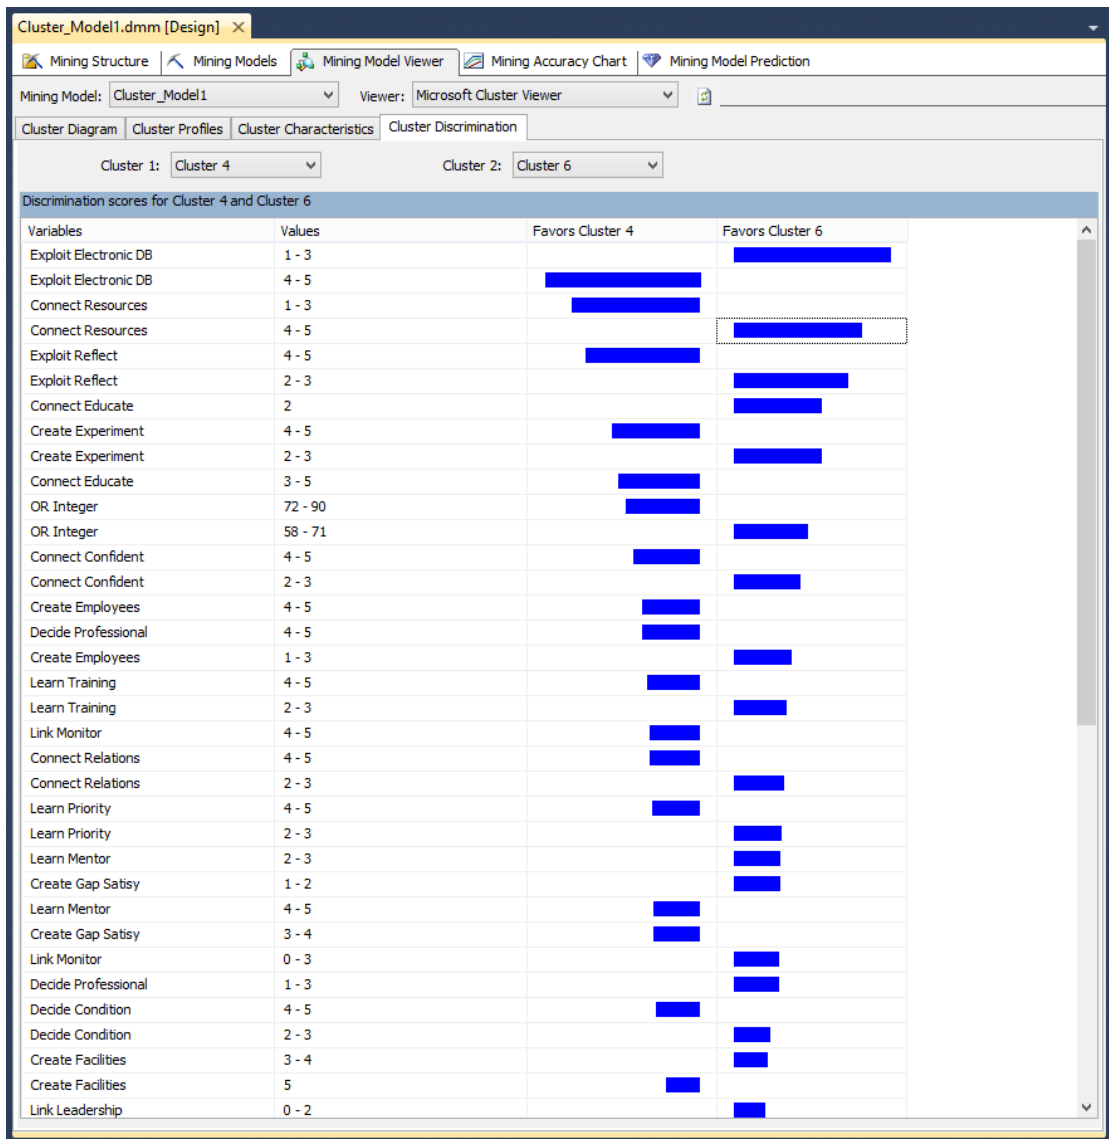 Cluster_Model1.dmm [Design]
Mining Structure Mining Models Mining Model Viewer Mining Accuracy Chart Mining Model Prediction
Mining Model: Cluster_Model1 Viewer: Microsoft Cluster Viewer
Cluster Diagram Cluster Profiles Cluster Characteristics Cluster Discrimination
Cluster 1: Cluster 4 Cluster 2: Cluster 6
Discrimination scores for Cluster 4 and Cluster 6
Variables Values Favors Cluster 4 Favors Cluster 6
Exploit Electronic DB 1 - 3
Exploit Electronic DB 4 - 5
Connect Resources 1 - 3
Connect Resources 4 - 5
Exploit Reflect 4 - 5
Exploit Reflect 2 - 3
Connect Educate 2
Create Experiment 4 - 5
Create Experiment 2 - 3
Connect Educate 3 - 5
OR Integer 72 - 90
OR Integer 58 - 71
Connect Confident 4 - 5
Connect Confident 2 - 3
Create Employees 4 - 5
Decide Professional 4 - 5
Create Employees 1 - 3
Learn Training 4 - 5
Learn Training 2 - 3
Link Monitor 4 - 5
Connect Relations 4 - 5
Connect Relations 2 - 3
Learn Priority 4 - 5
Learn Priority 2 - 3
Learn Mentor 2 - 3
Create Gap Satisy 1 - 2
Learn Mentor 4 - 5
Create Gap Satisy 3 - 4
Link Monitor 0 - 3
Decide Professional 1 - 3
Decide Condition 4 - 5
Decide Condition 2 - 3
Create Facilities 3 - 4
Create Facilities 5
Link Leadership 0 - 2